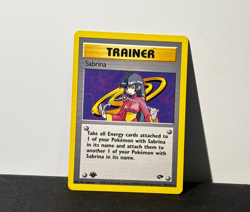 TRAINER
Sabrina
Take all Energy cards attached to
1 of your Pokémon with Sabrina
in its name and attach them to
another 1 of your Pokémon with
Sabrina in its name.